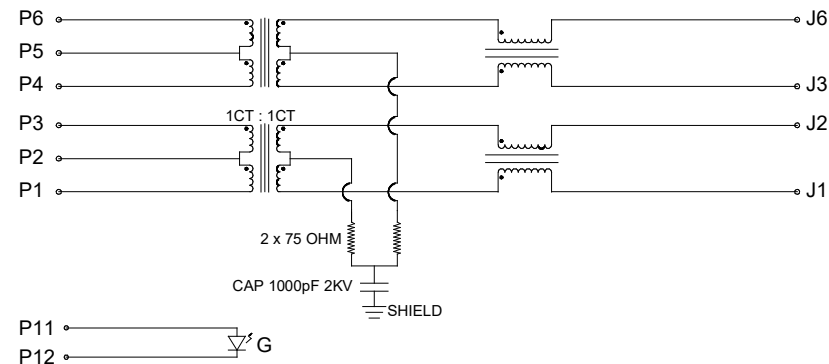 P6
J6
P5
P4
J3
P3
1CT : 1CT
J2
P2
P1
J1
2 x 75 OHM
CAP 1000pF 2KV
SHIELD
P11
G
P12